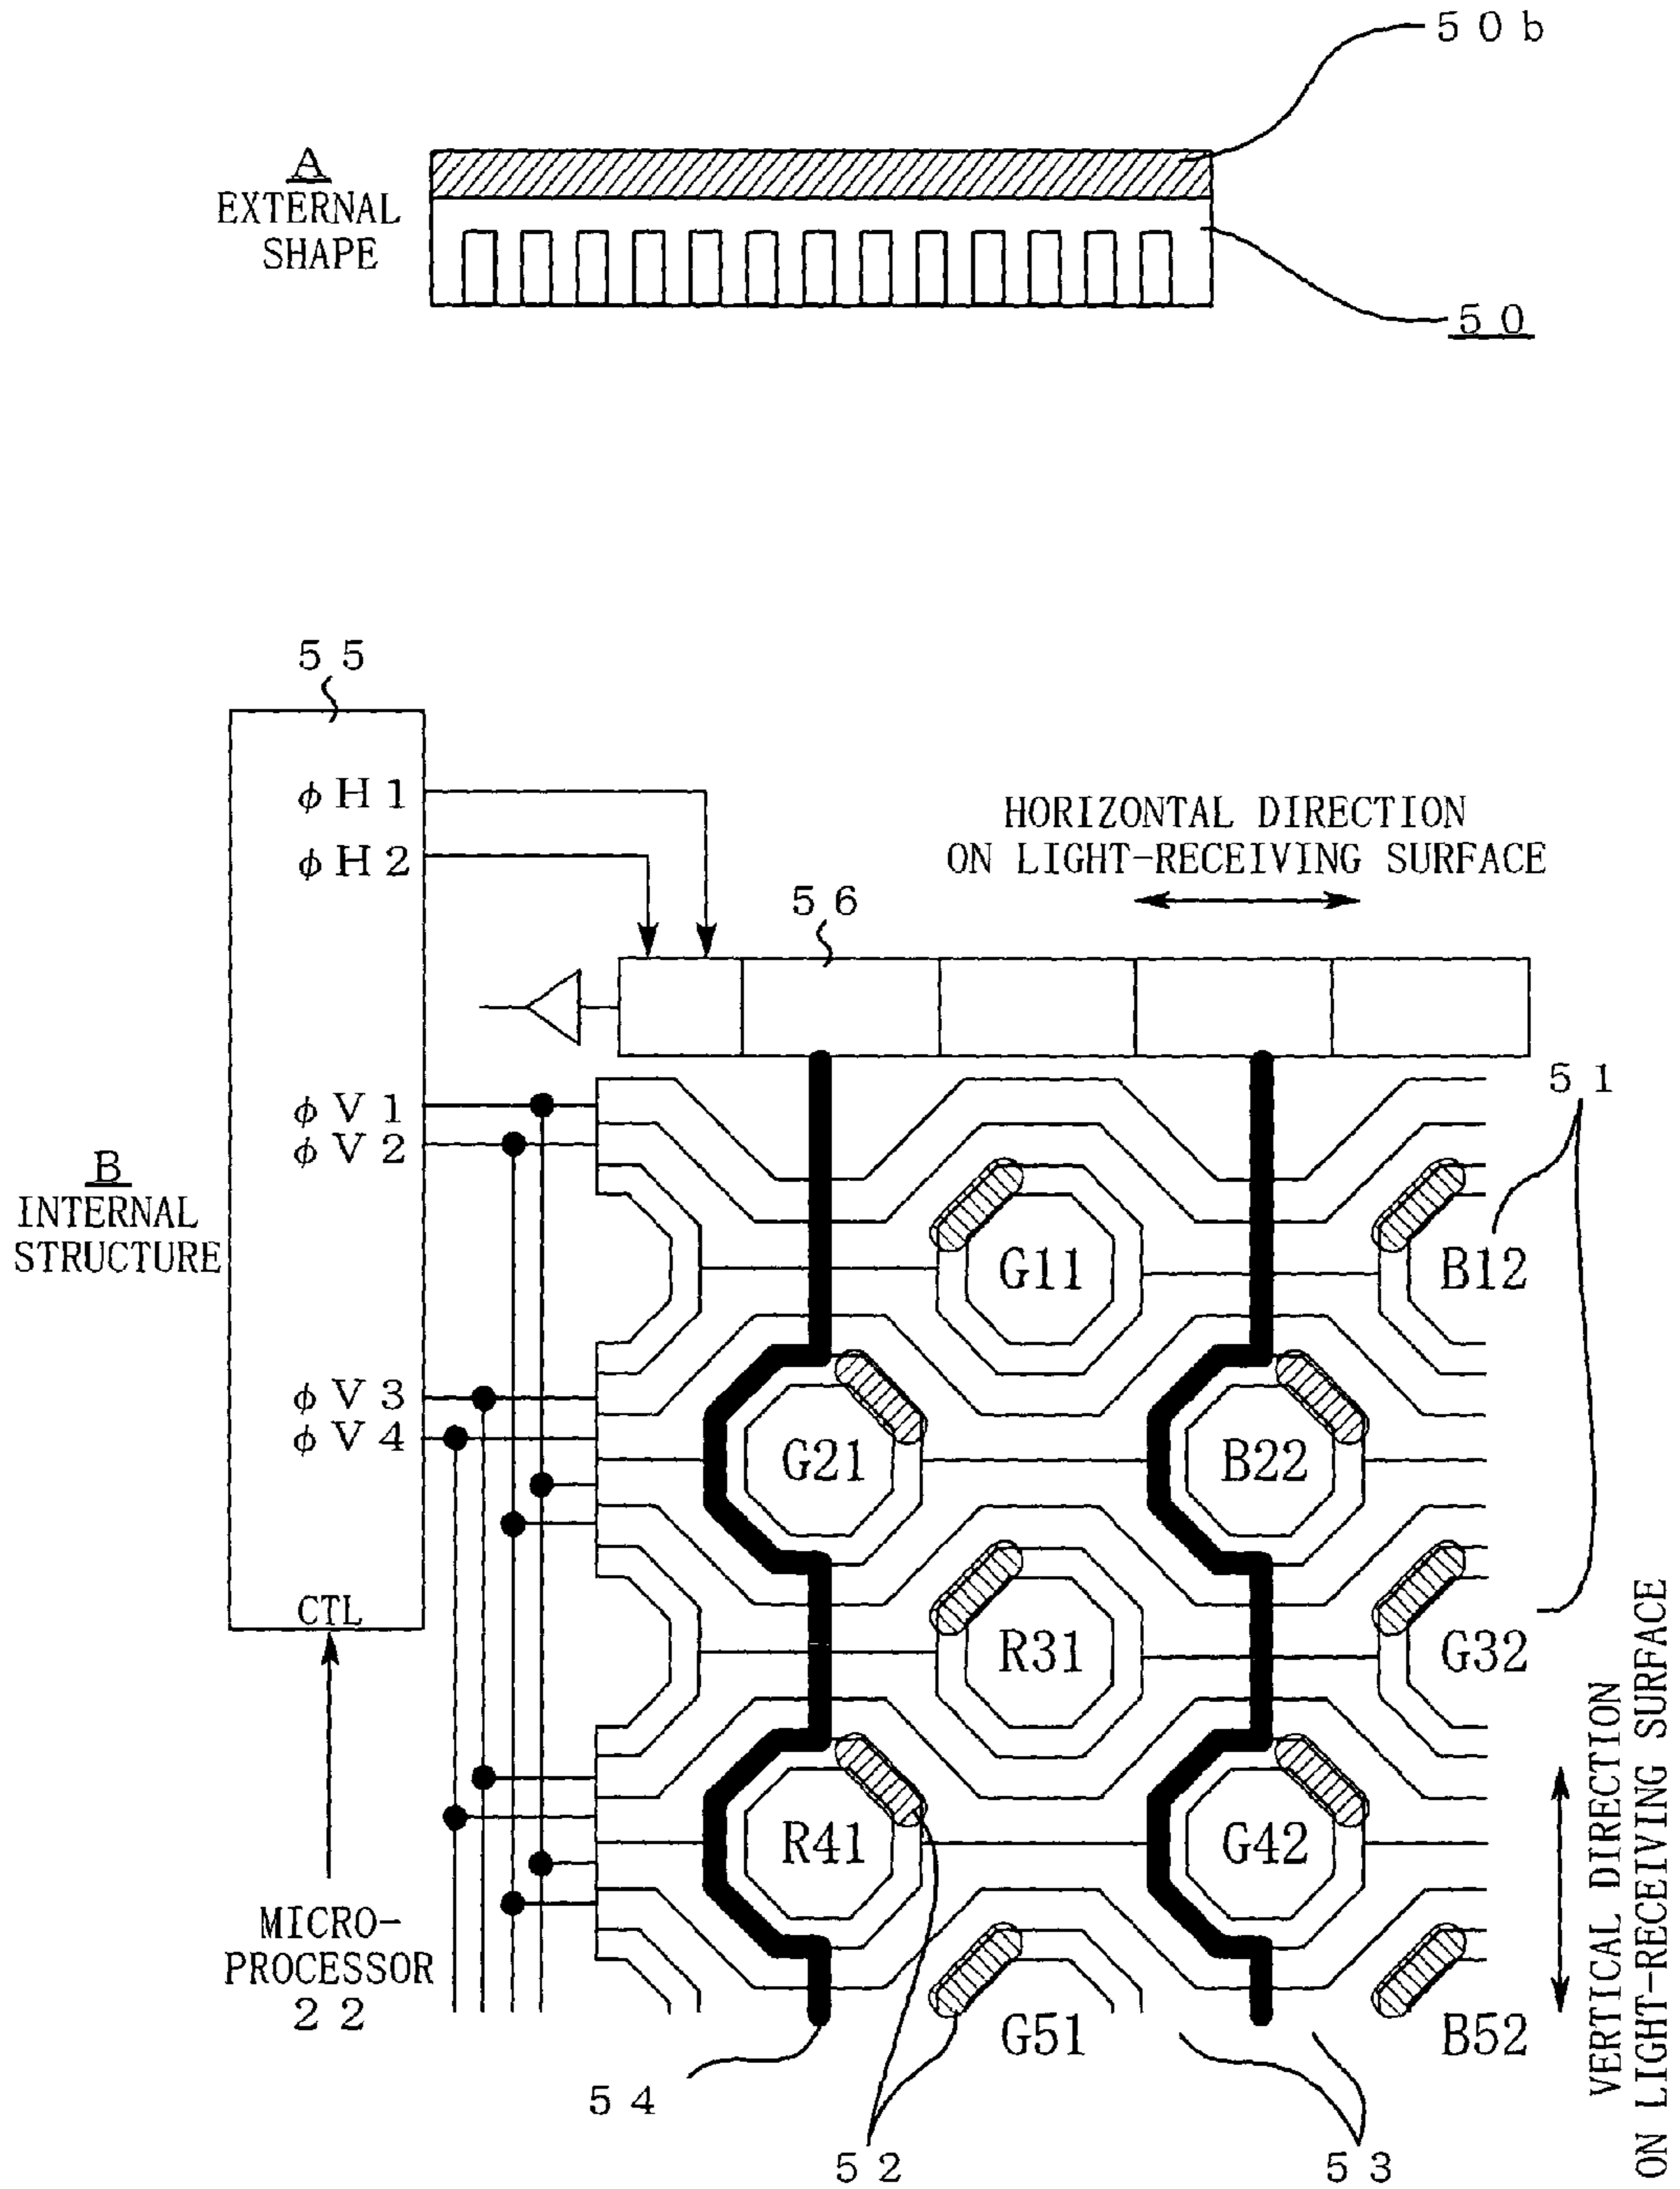 50b
A
EXTERNAL
SHAPE
50
55
φH1
φH2
HORIZONTAL DIRECTION
ON LIGHT-RECEIVING SURFACE
56
51
φV1
φV2
B
INTERNAL
STRUCTURE
G11
B12
φV3
φV4
G21
B22
CTL
R31
G32
R41
G42
MICRO-
PROCESSOR
22
G51
B52
VERTICAL DIRECTION
ON LIGHT-RECEIVING SURFACE
54
52
53